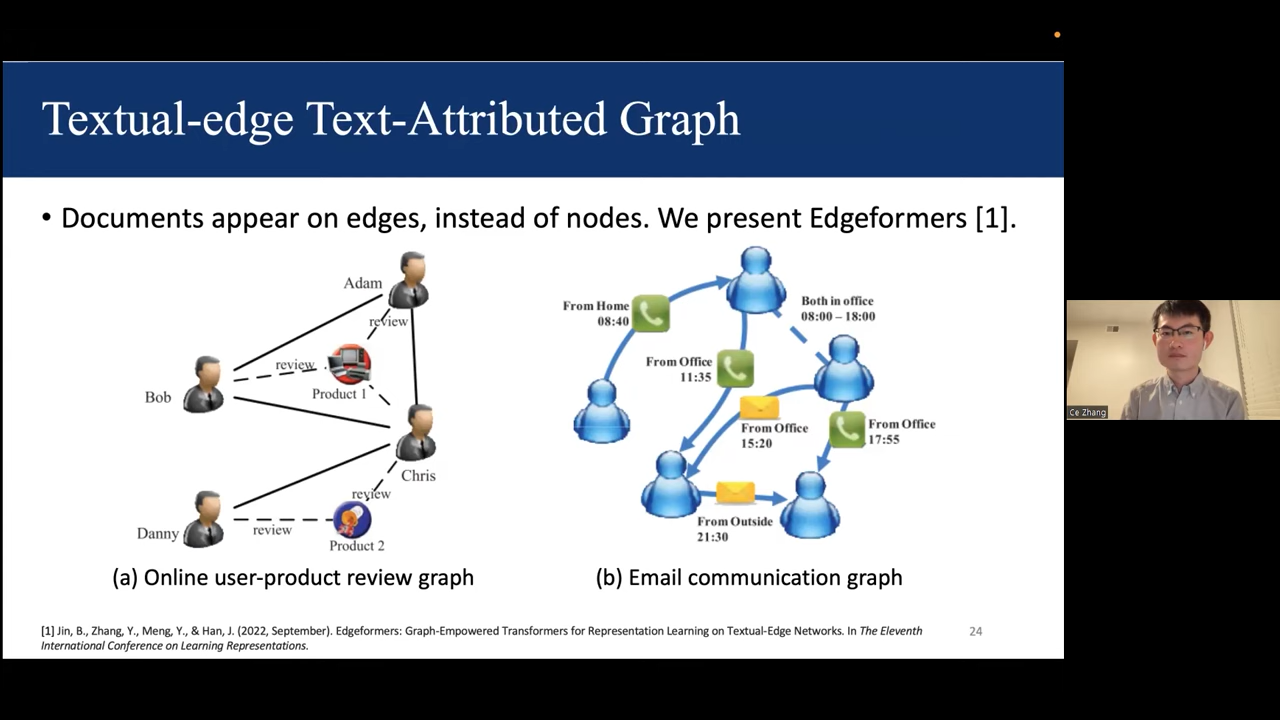 Textual-edge Text-Attributed Graph
• Documents appear on edges, instead of nodes. We present Edgeformers [1].
Adam
review
review
Bob
Product 1
Chris
review
Danny
review
Product 2
(a) Online user-product review graph
From Home
08:40
Both in office
08:00 – 18:00
From Office
11:35
From Office
15:20
From Office
17:55
From Outside
21:30
(b) Email communication graph
[1] Jin, B., Zhang, Y., Meng, Y., & Han, J. (2022, September). Edgeformers: Graph-Empowered Transformers for Representation Learning on Textual-Edge Networks. In The Eleventh
International Conference on Learning Representations.
24
Ce Zhang